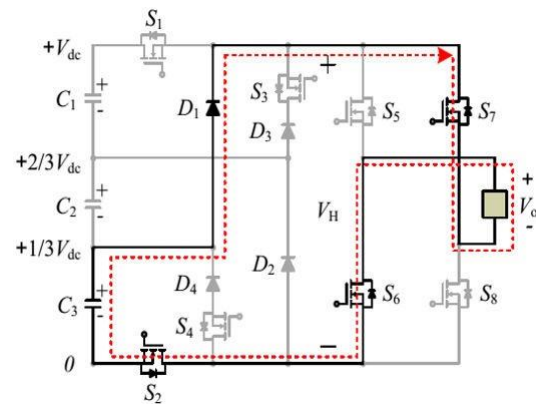 S1
+Vdc
+
C1
-
D1
+
S3
D3
S5
S7
+2/3Vdc
+
C2
-
VH
+
Vo
-
+1/3Vdc
+
C3
-
D4
D2
S4
S6
S8
0
−
S2